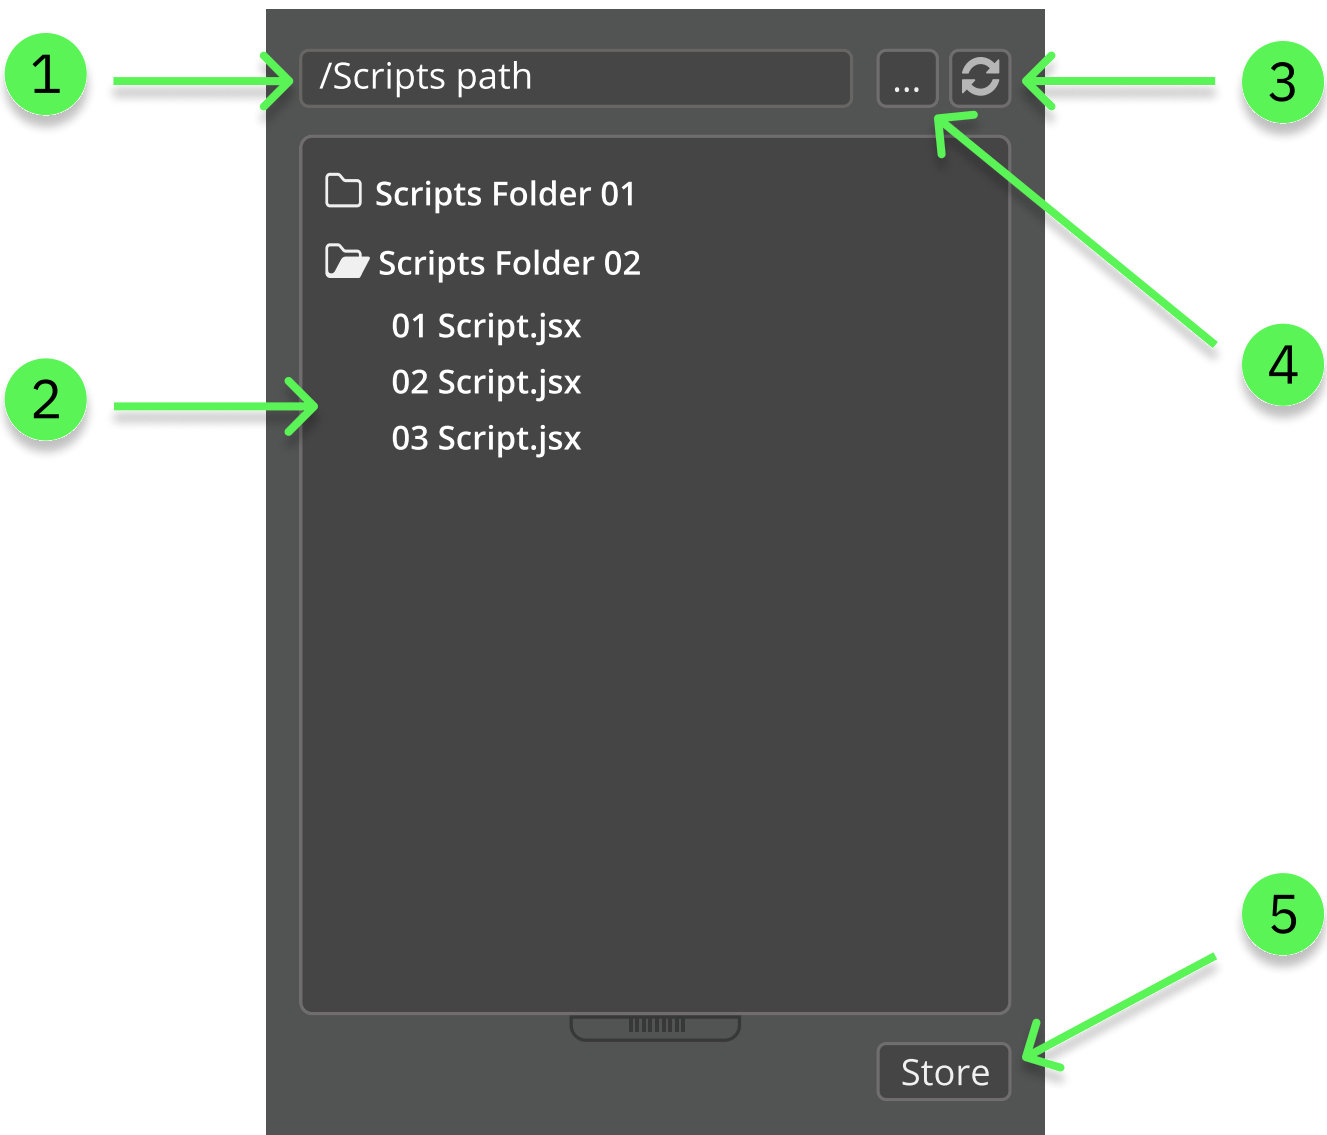 1
/Scripts path
...
3
Scripts Folder 01
Scripts Folder 02
01 Script.jsx
4
2
02 Script.jsx
03 Script.jsx
5
Store